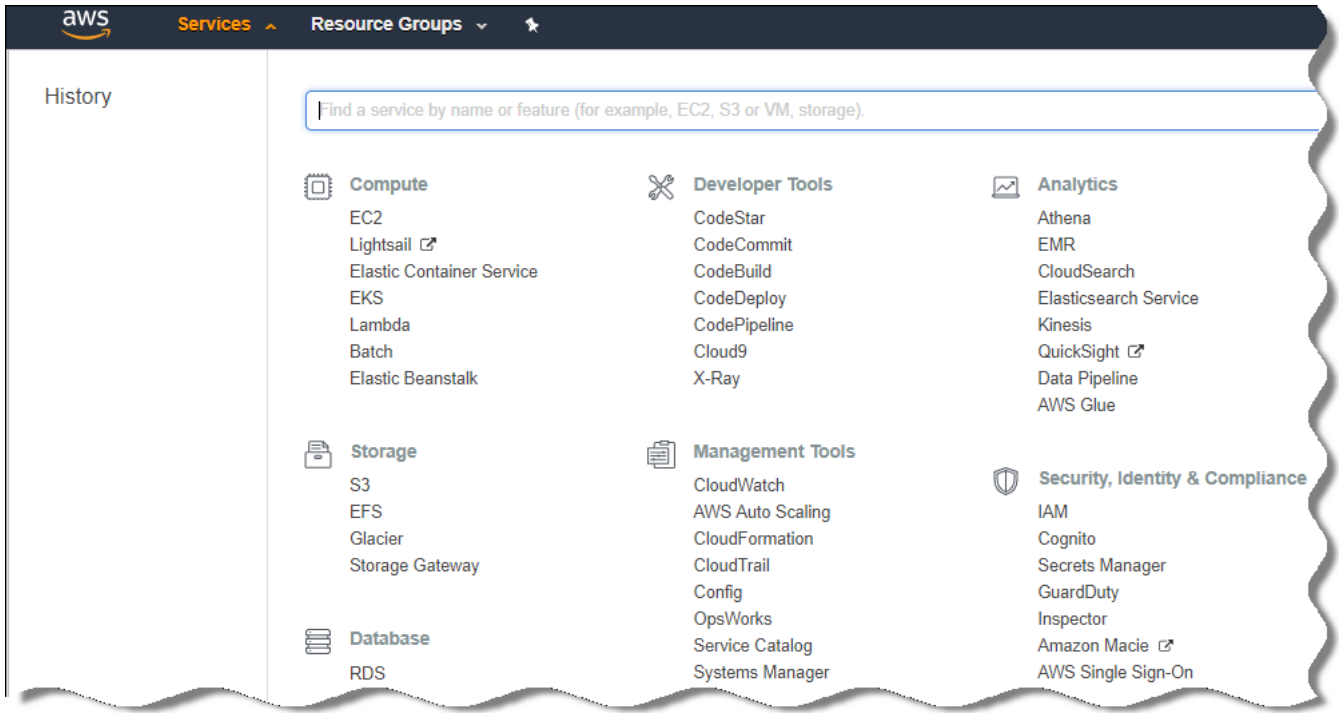 aws Services Resource Groups
History
Find a service by name or feature (for example, EC2, S3 or VM, storage).
Compute
EC2
Lightsail
Elastic Container Service
EKS
Lambda
Batch
Elastic Beanstalk
Storage
S3
EFS
Glacier
Storage Gateway
Database
RDS
Developer Tools
CodeStar
CodeCommit
CodeBuild
CodeDeploy
CodePipeline
Cloud9
X-Ray
Management Tools
CloudWatch
AWS Auto Scaling
CloudFormation
CloudTrail
Config
OpsWorks
Service Catalog
Systems Manager
Analytics
Athena
EMR
CloudSearch
Elasticsearch Service
Kinesis
QuickSight
Data Pipeline
AWS Glue
Security, Identity & Compliance
IAM
Cognito
Secrets Manager
GuardDuty
Inspector
Amazon Macie
AWS Single Sign-On